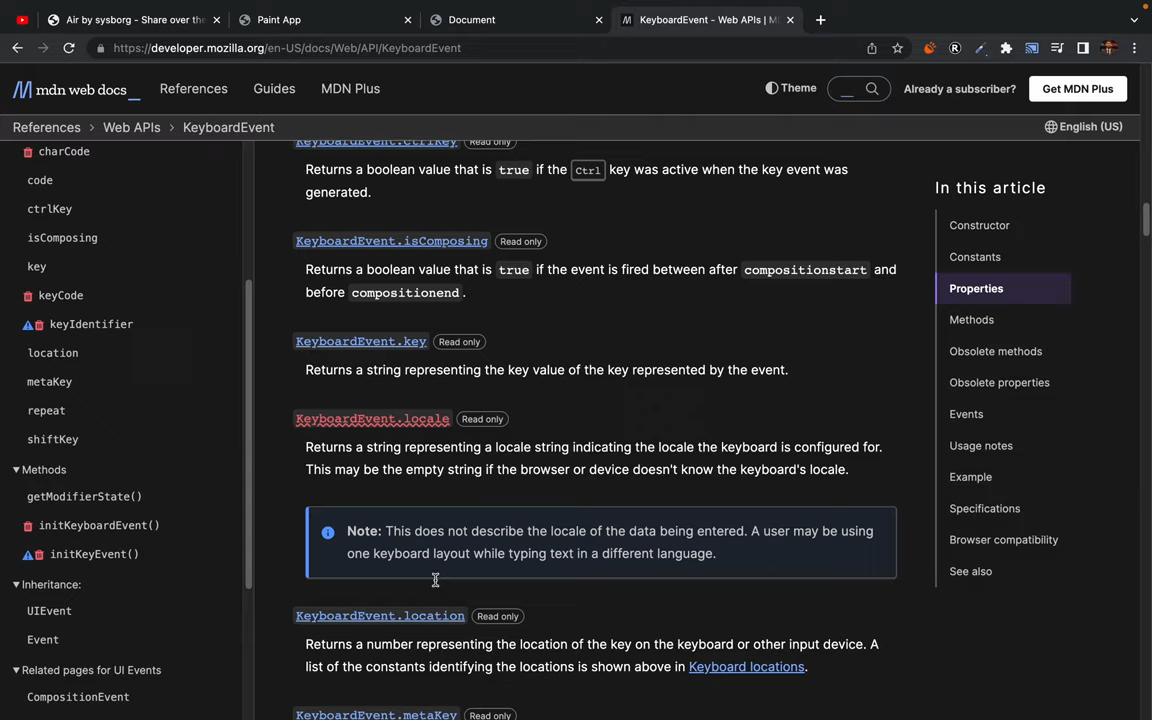 Air by sysborg - Share over the
Paint App
Document
KeyboardEvent - Web APIs | M
https://developer.mozilla.org/en-US/docs/Web/API/KeyboardEvent
mdn web docs_
References
Guides
MDN Plus
Theme
Already a subscriber?
Get MDN Plus
References
Web APIs
KeyboardEvent
English (US)
charCode
code
ctrlKey
isComposing
key
keyCode
keyIdentifier
location
metaKey
repeat
shiftKey
Methods
getModifierState()
initKeyboardEvent()
initKeyEvent()
Inheritance:
UIEvent
Event
Related pages for UI Events
CompositionEvent
KeyboardEvent.ctrlKey Read only
Returns a boolean value that is true if the Ctrl key was active when the key event was
generated.
KeyboardEvent.isComposing Read only
Returns a boolean value that is true if the event is fired between after compositionstart and
before compositionend.
KeyboardEvent.key Read only
Returns a string representing the key value of the key represented by the event.
KeyboardEvent.locale Read only
Returns a string representing a locale string indicating the locale the keyboard is configured for.
This may be the empty string if the browser or device doesn't know the keyboard's locale.
Note: This does not describe the locale of the data being entered. A user may be using
one keyboard layout while typing text in a different language.
KeyboardEvent.location Read only
Returns a number representing the location of the key on the keyboard or other input device. A
list of the constants identifying the locations is shown above in Keyboard locations.
KeyboardEvent.metaKey Read only
In this article
Constructor
Constants
Properties
Methods
Obsolete methods
Obsolete properties
Events
Usage notes
Example
Specifications
Browser compatibility
See also